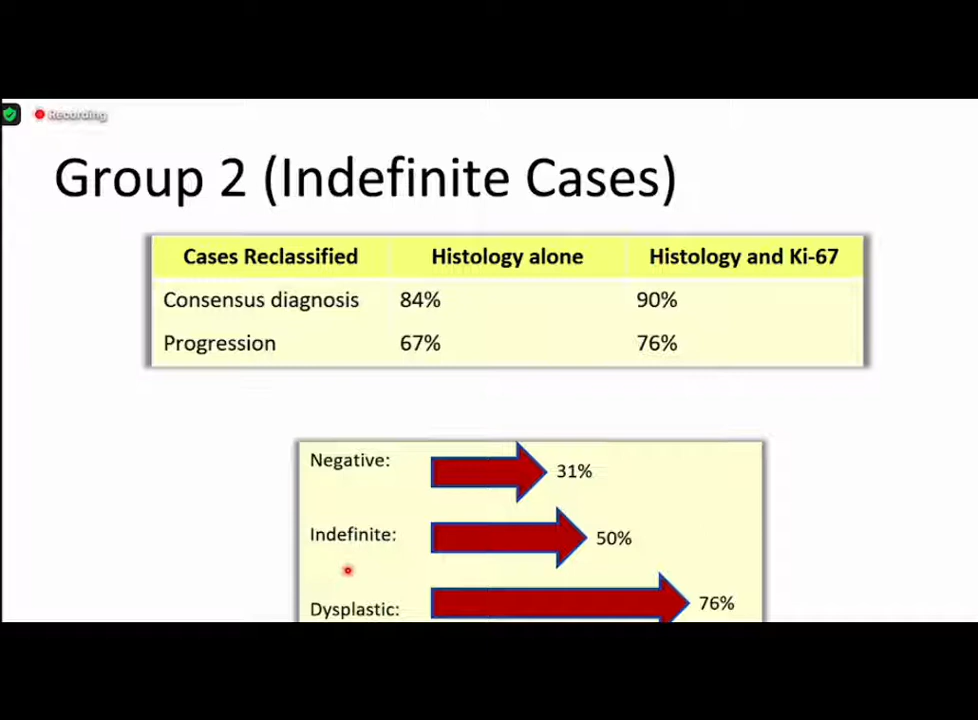 Recording
Group 2 (Indefinite Cases)
Cases Reclassified Histology alone Histology and Ki-67
Consensus diagnosis 84% 90%
Progression 67% 76%
Negative: 31%
Indefinite: 50%
Dysplastic: 76%